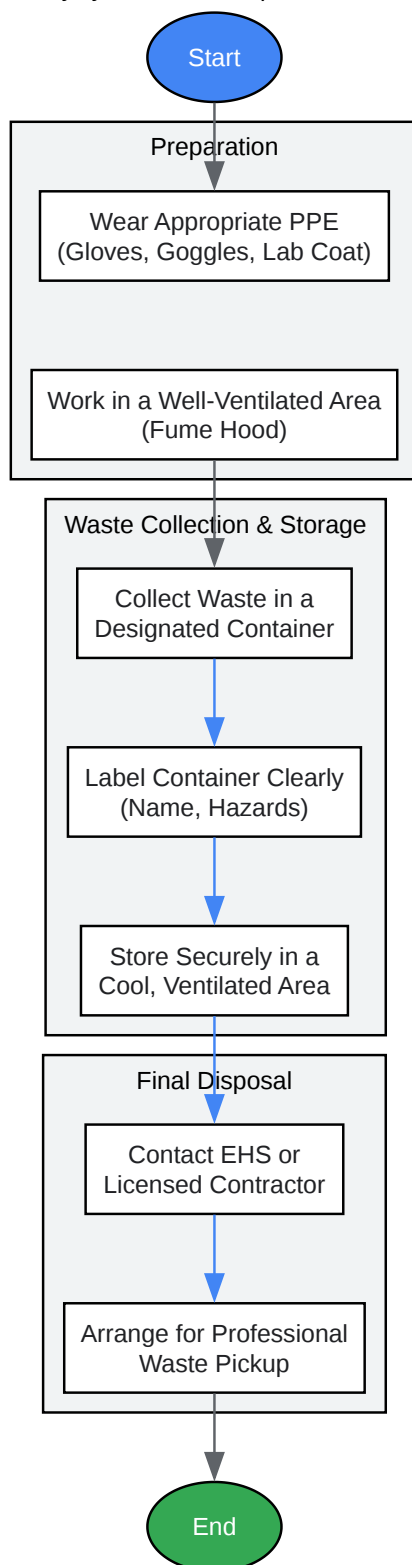 Start
Preparation
Wear Appropriate PPE
(Gloves, Goggles, Lab Coat)
Work in a Well-Ventilated Area
(Fume Hood)
Waste Collection & Storage
Collect Waste in a
Designated Container
Label Container Clearly
(Name, Hazards)
Store Securely in a
Cool, Ventilated Area
Final Disposal
Contact EHS or
Licensed Contractor
Arrange for Professional
Waste Pickup
End